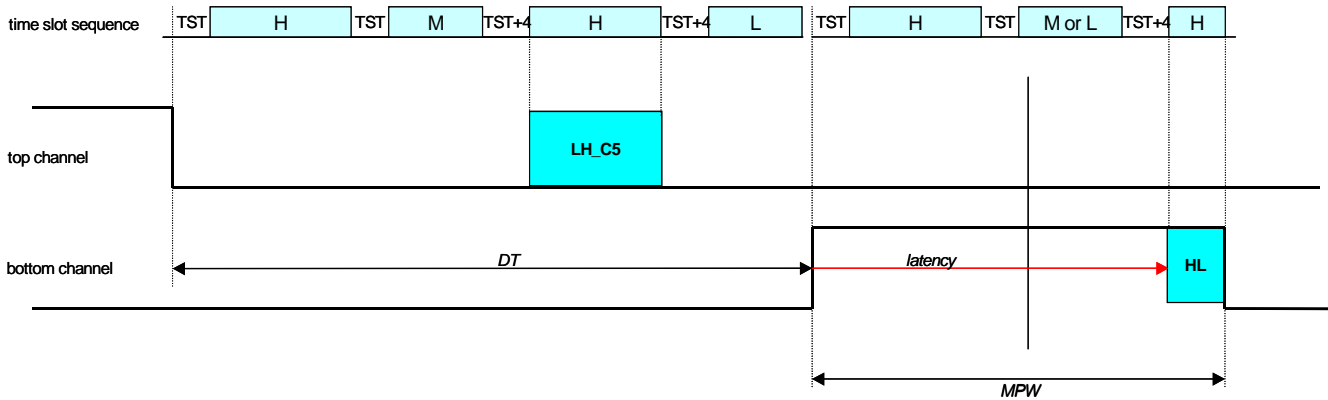 time slot sequence TST H TST M TST+4 H TST+4 L TST H TST M or L TST+4 H
top channel LH_C5
bottom channel DT latency HL
MPW